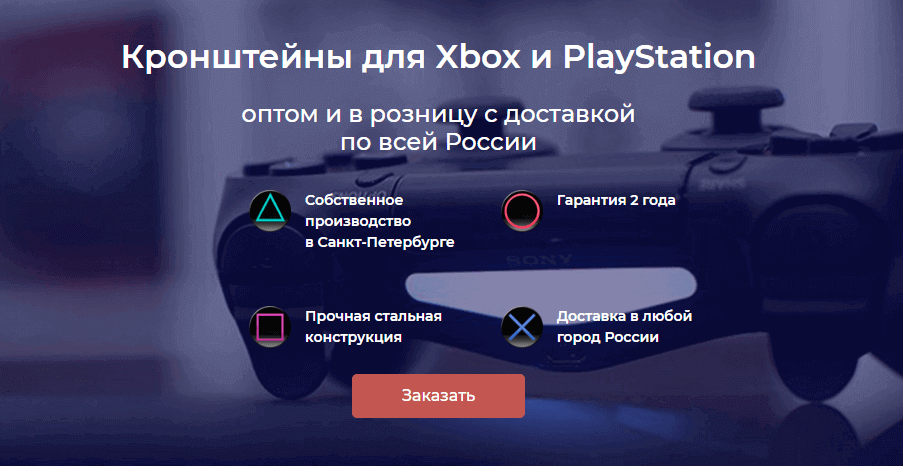 Кронштейны для Xbox и PlayStation
оптом и в розницу с доставкой
по всей России
Собственное
производство
в Санкт-Петербурге
Гарантия 2 года
SONY
Прочная стальная
конструкция
Доставка в любой
город России
Заказать